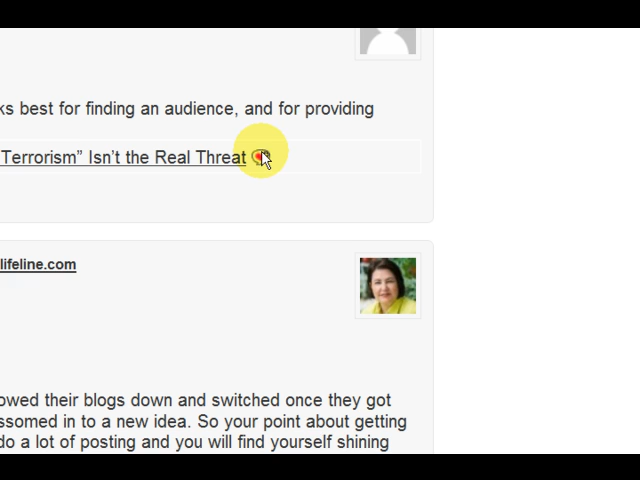 ks best for finding an audience, and for providing
Terrorism” Isn’t the Real Threat
lifeline.com
owed their blogs down and switched once they got
ssomed in to a new idea. So your point about getting
do a lot of posting and you will find yourself shining